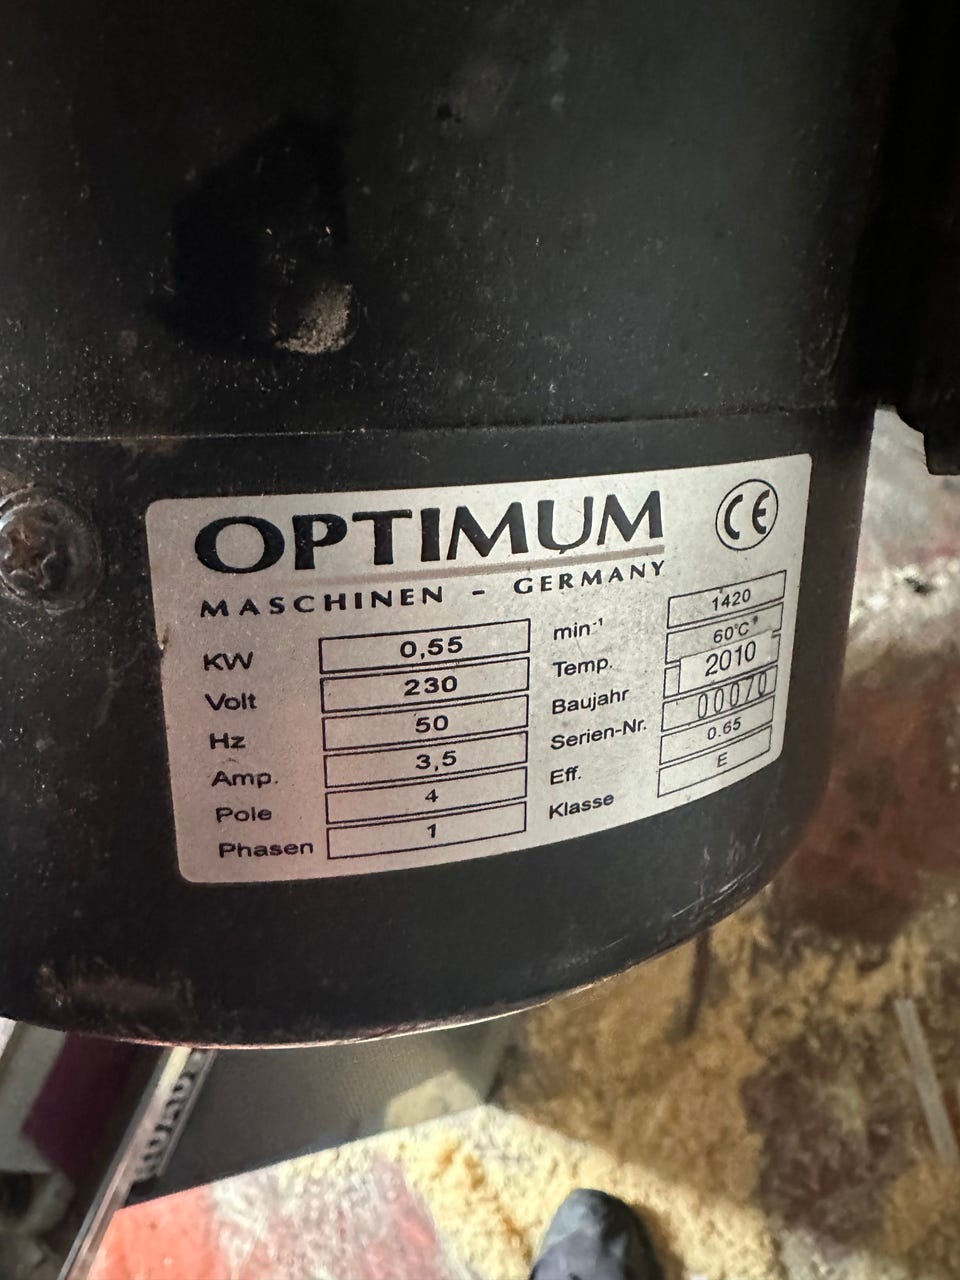 OPTIMUM
MASCHINEN - GERMANY
CE
KW 0,55
Volt 230
Hz 50
Amp. 3,5
Pole 4
Phasen 1
min⁻¹ 1420
Temp. 60°C
Baujahr 2010
Serien-Nr. 00070
Eff. 0.65
Klasse E